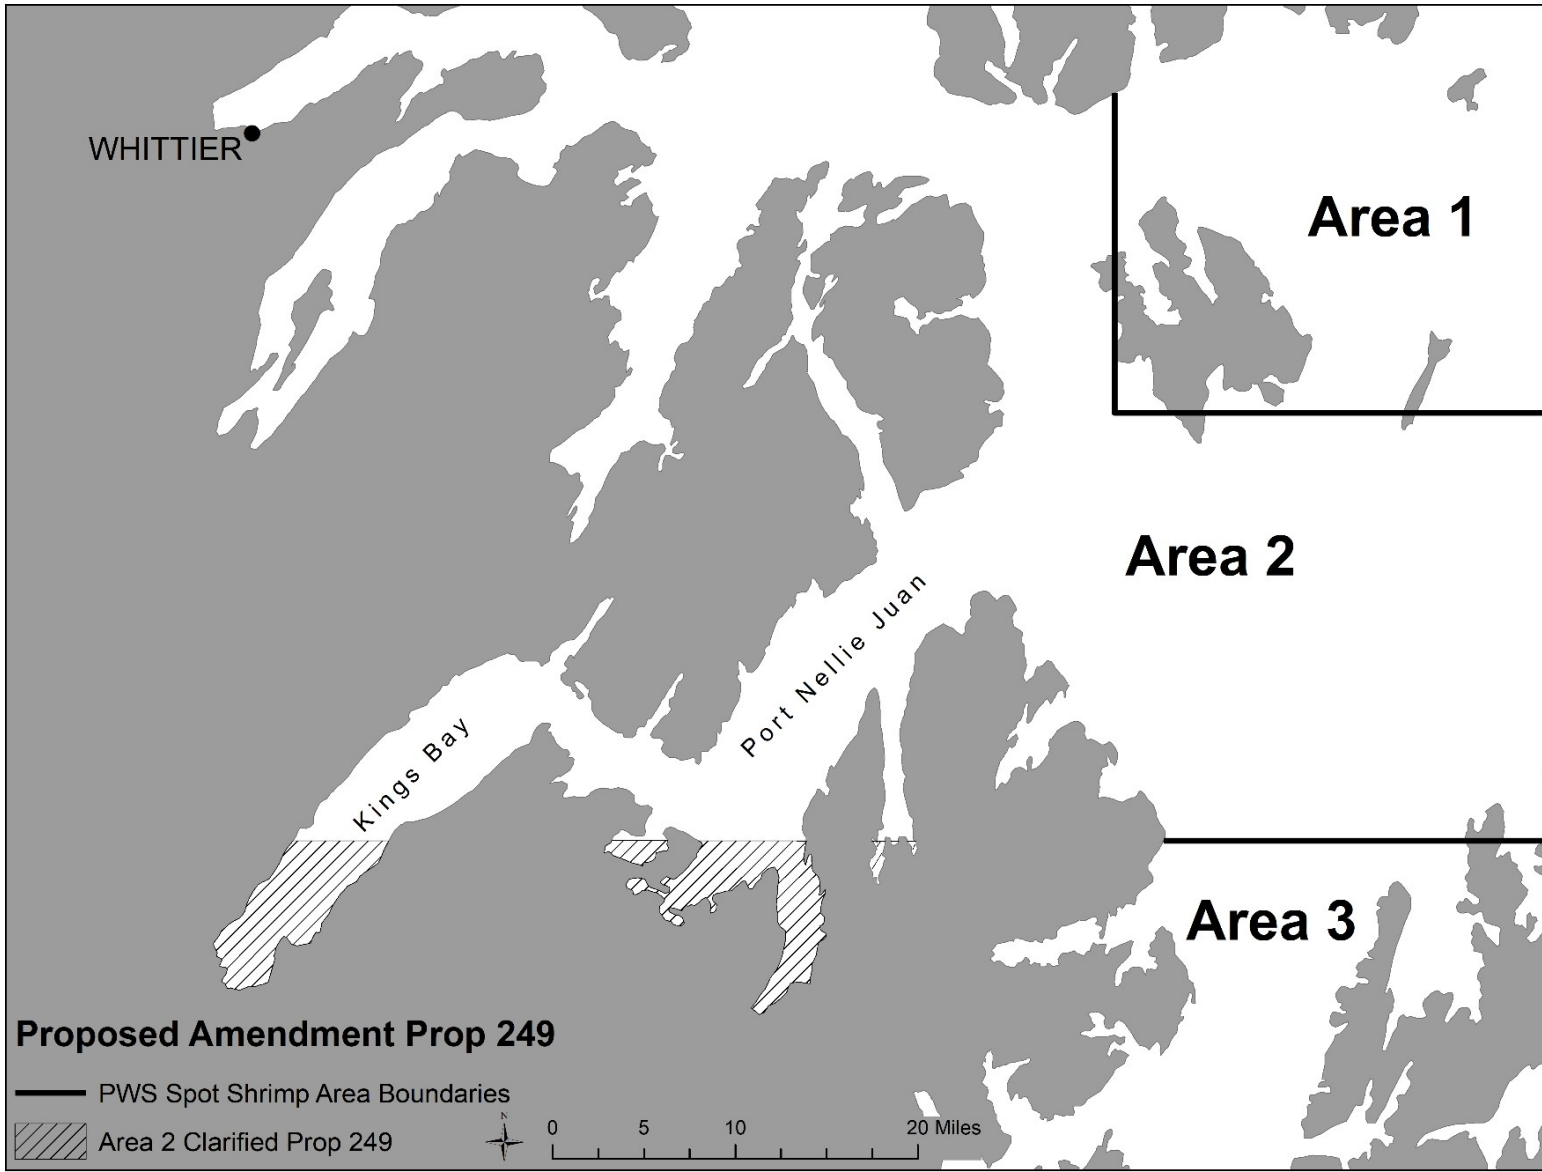 WHITTIER
Area 1
Area 2
Port Nellie Juan
Kings Bay
Area 3
Proposed Amendment Prop 249
PWS Spot Shrimp Area Boundaries
Area 2 Clarified Prop 249
N
0 5 10 20 Miles